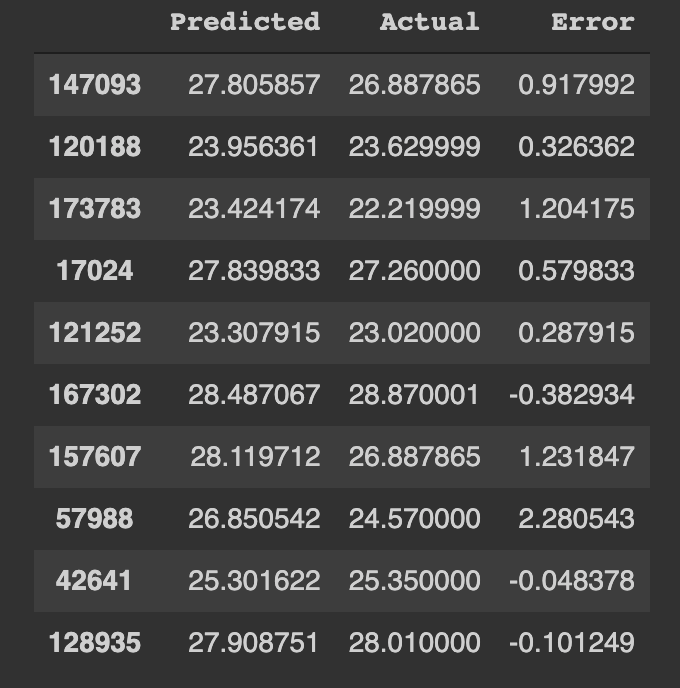 Predicted Actual Error
147093 27.805857 26.887865 0.917992
120188 23.956361 23.629999 0.326362
173783 23.424174 22.219999 1.204175
17024 27.839833 27.260000 0.579833
121252 23.307915 23.020000 0.287915
167302 28.487067 28.870001 -0.382934
157607 28.119712 26.887865 1.231847
57988 26.850542 24.570000 2.280543
42641 25.301622 25.350000 -0.048378
128935 27.908751 28.010000 -0.101249